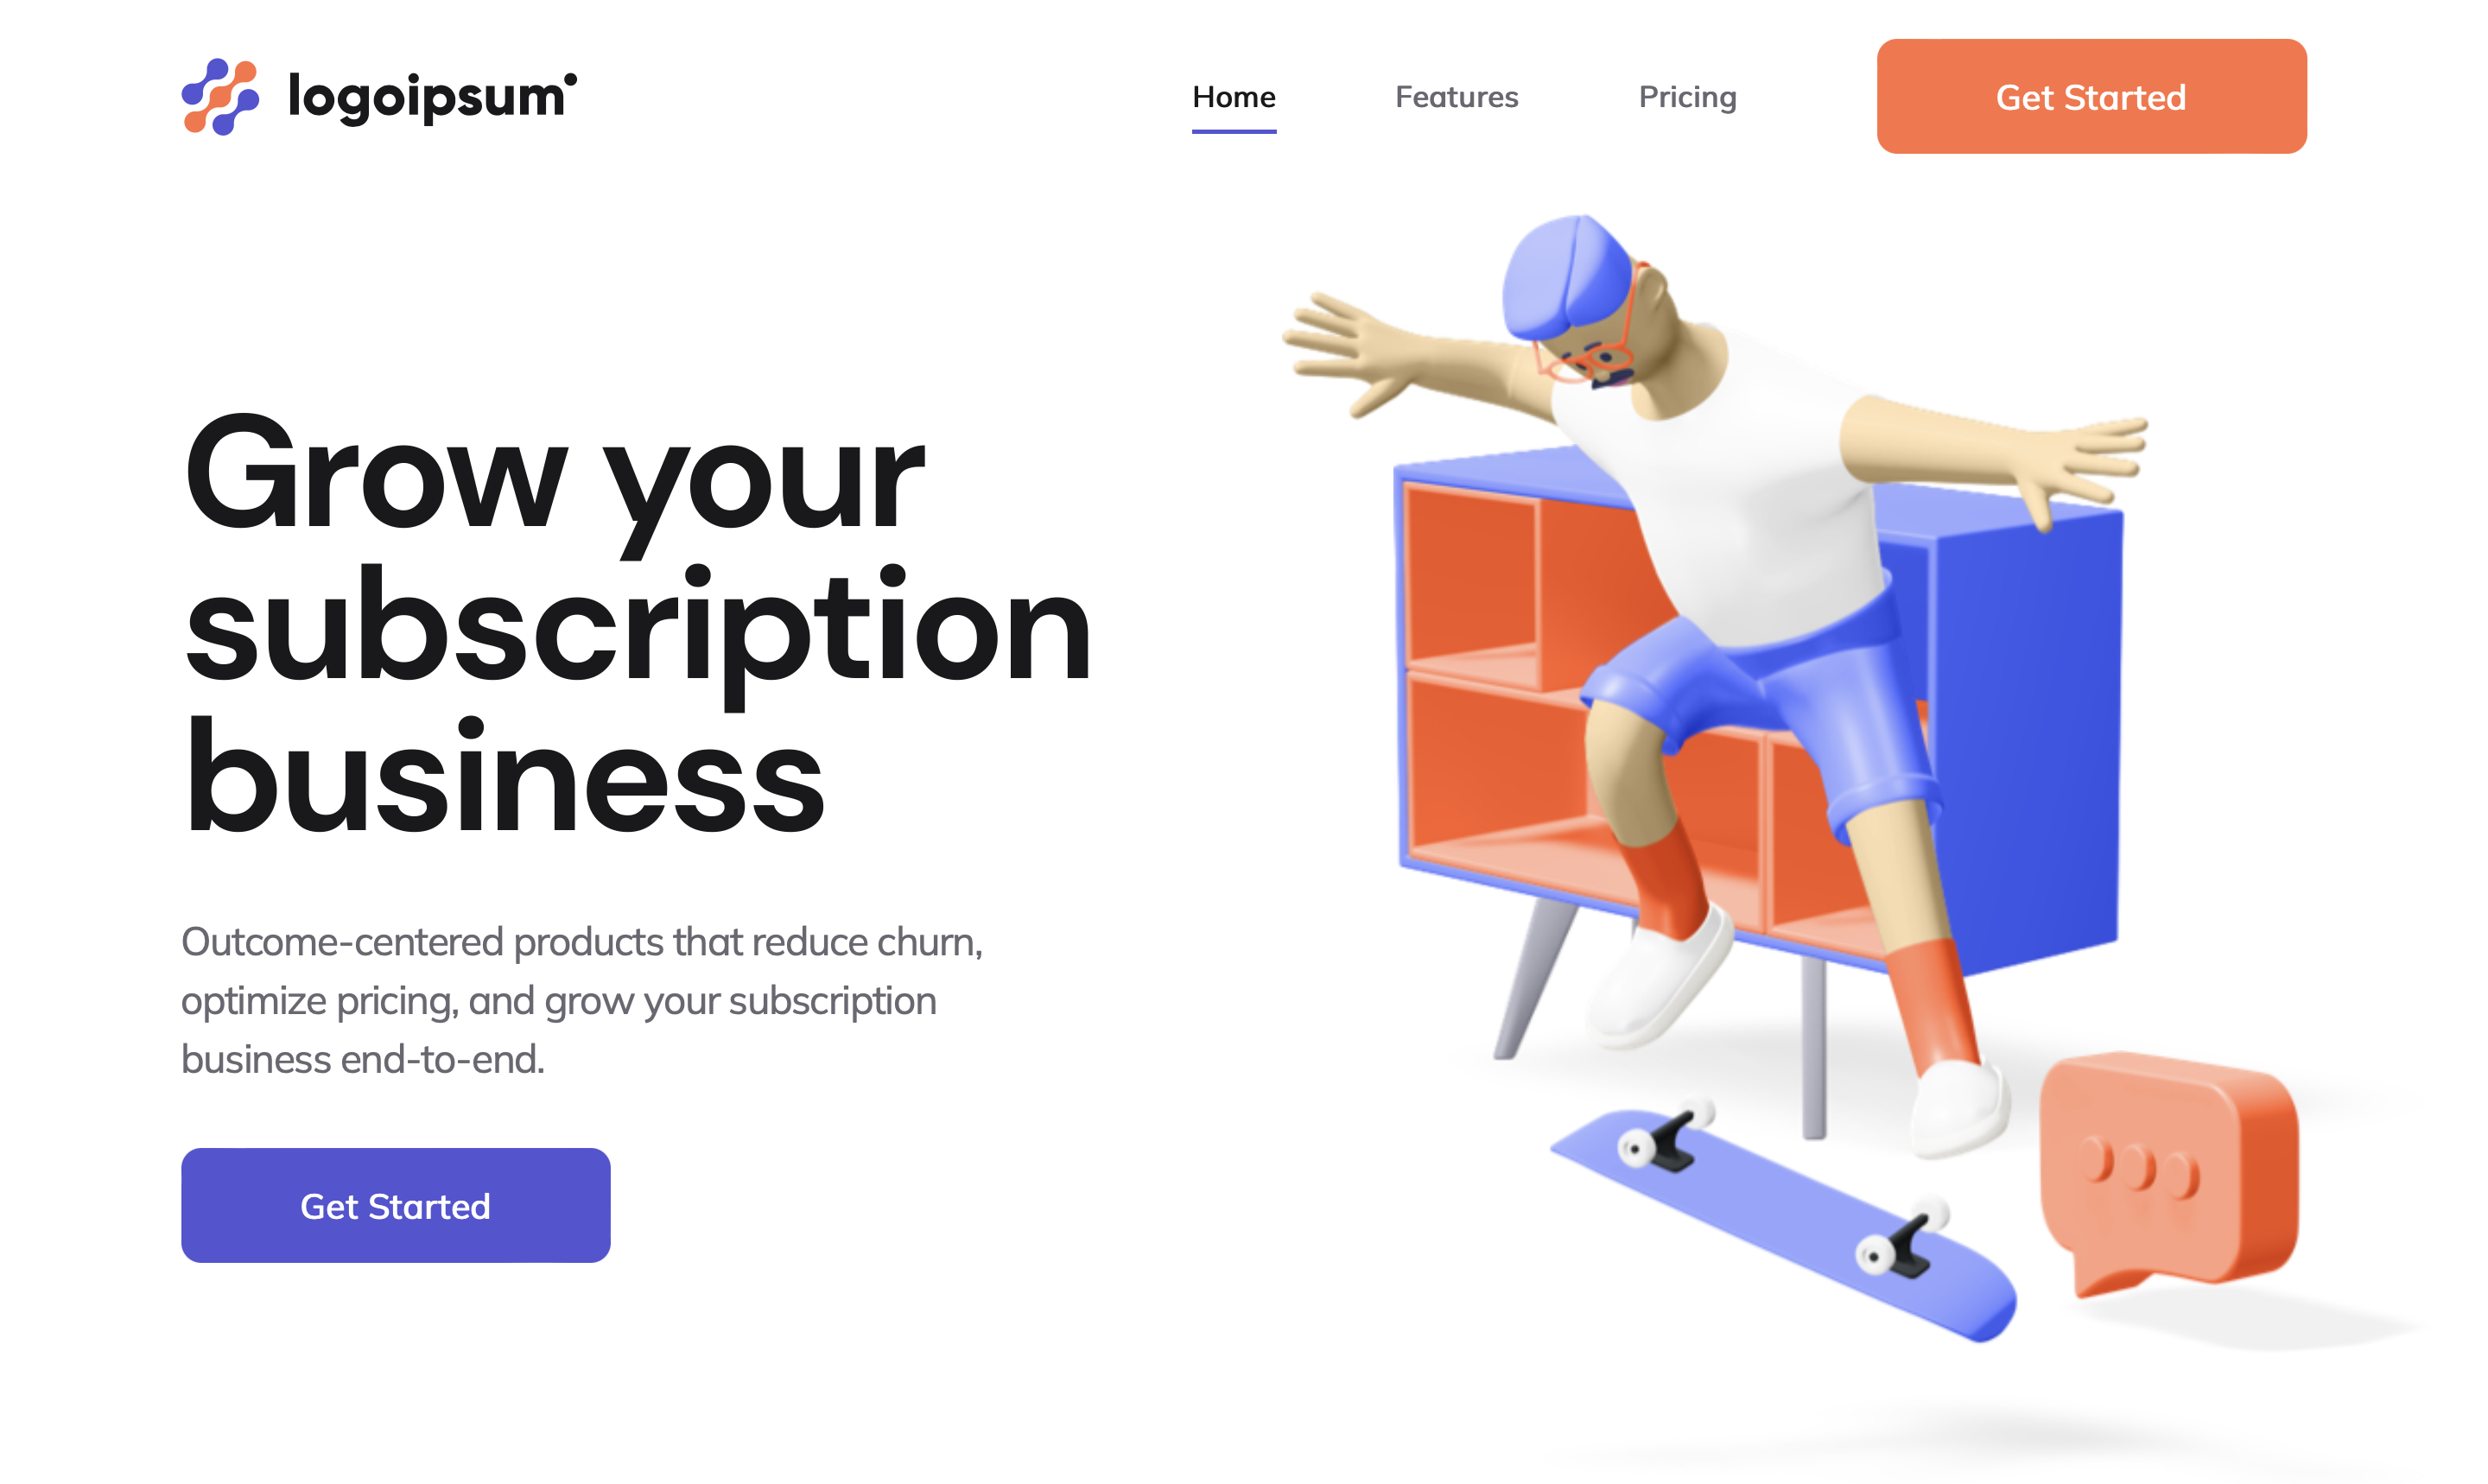 logoipsum
Home
Features
Pricing
Get Started
Grow your
subscription
business
Outcome-centered products that reduce churn,
optimize pricing, and grow your subscription
business end-to-end.
Get Started